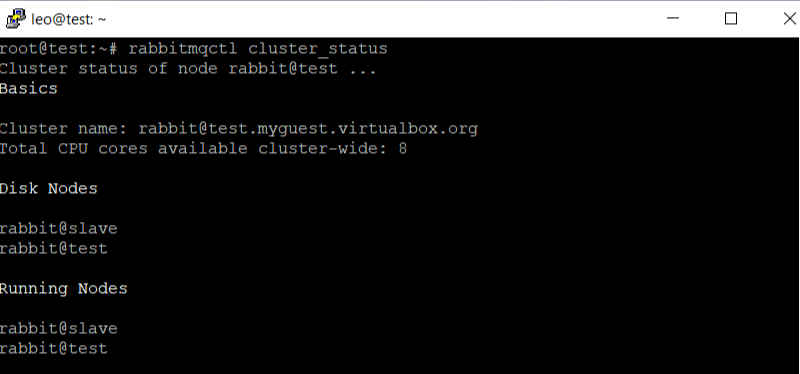 leo@test: ~
root@test:~# rabbitmqctl cluster_status
Cluster status of node rabbit@test ...
Basics
Cluster name: rabbit@test.myguest.virtualbox.org
Total CPU cores available cluster-wide: 8
Disk Nodes
rabbit@slave
rabbit@test
Running Nodes
rabbit@slave
rabbit@test